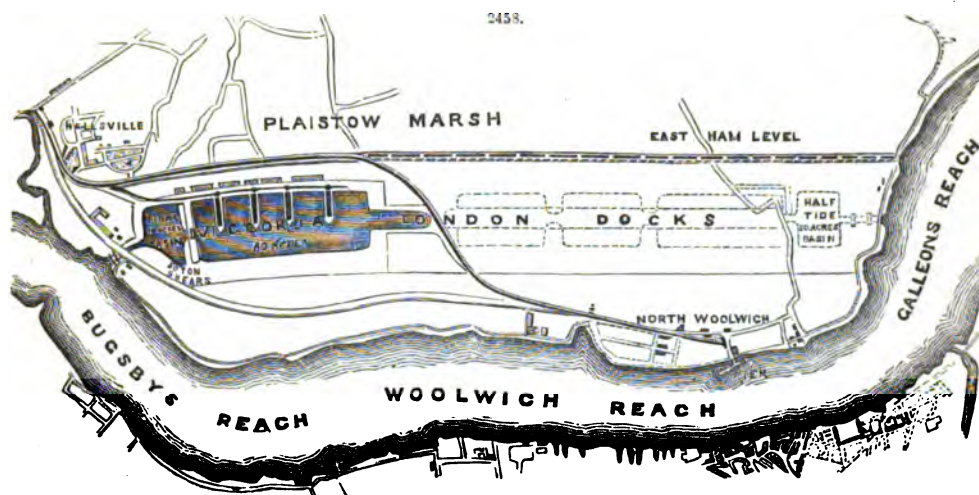 2458.
HALLSVILLE
PLAISTOW MARSH
EAST HAM LEVEL
VICTORIA
LONDON DOCKS
HALF
TIDE
BASIN
GALLEONS REACH
NORTH WOOLWICH
BUGSBYS REACH
WOOLWICH REACH